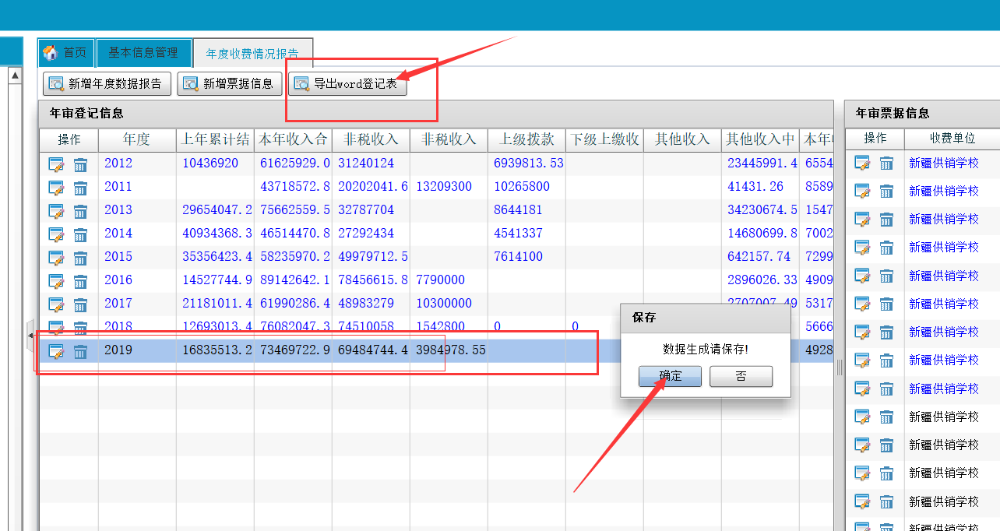 首页 基本信息管理 年度收费情况报告
新增年度数据报告 新增票据信息 导出word登记表
年审登记信息
操作 年度 上年累计结 本年收入合 非税收入 非税收入 上级拨款 下级上缴收 其他收入 其他收入中 本年
2012 10436920 61625929.0 31240124 6939813.53 23445991.4 6554
2011 43718572.8 20202041.6 13209300 10265800 41431.26 8589
2013 29654047.2 75662559.5 32787704 8644181 34230674.5 1547
2014 40934368.3 46514470.8 27292434 4541337 14680699.8 7002
2015 35356423.4 58235970.2 49979712.5 7614100 642157.74 7299
2016 14527744.9 89142642.1 78456615.8 7790000 2896026.33 4909
2017 21181011.4 61990286.4 48983279 10300000 2707007.49 5317
2018 12693013.4 76082047.3 74510058 1542800 0 0 5666
2019 16835513.2 73469722.9 69484744.4 3984978.55 4928
保存
数据生成请保存!
确定 否
年审票据信息
操作 收费单位
新疆供销学校
新疆供销学校
新疆供销学校
新疆供销学校
新疆供销学校
新疆供销学校
新疆供销学校
新疆供销学校
新疆供销学校
新疆供销学校
新疆供销学校
新疆供销学校
新疆供销学校
新疆供销学校